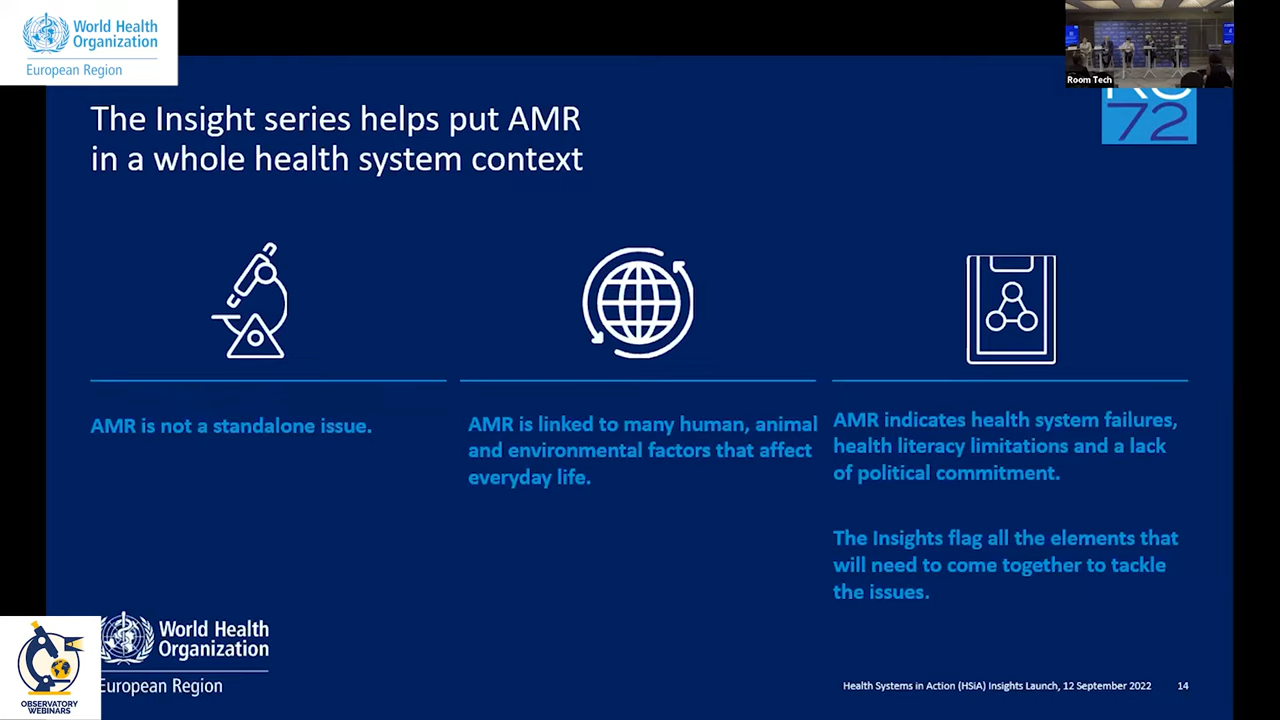 World Health
Organization
European Region
Room Tech
The Insight series helps put AMR
in a whole health system context
72
AMR is not a standalone issue.
AMR is linked to many human, animal
and environmental factors that affect
everyday life.
AMR indicates health system failures,
health literacy limitations and a lack
of political commitment.
The Insights flag all the elements that
will need to come together to tackle
the issues.
World Health
Organization
European Region
OBSERVATORY
WEBINARS
Health Systems in Action (HSiA) Insights Launch, 12 September 2022
14